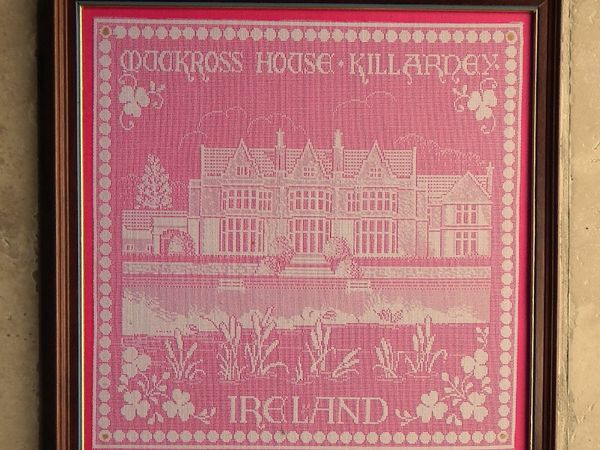 MUCKROSS HOUSE · KILLARNEY
IRELAND